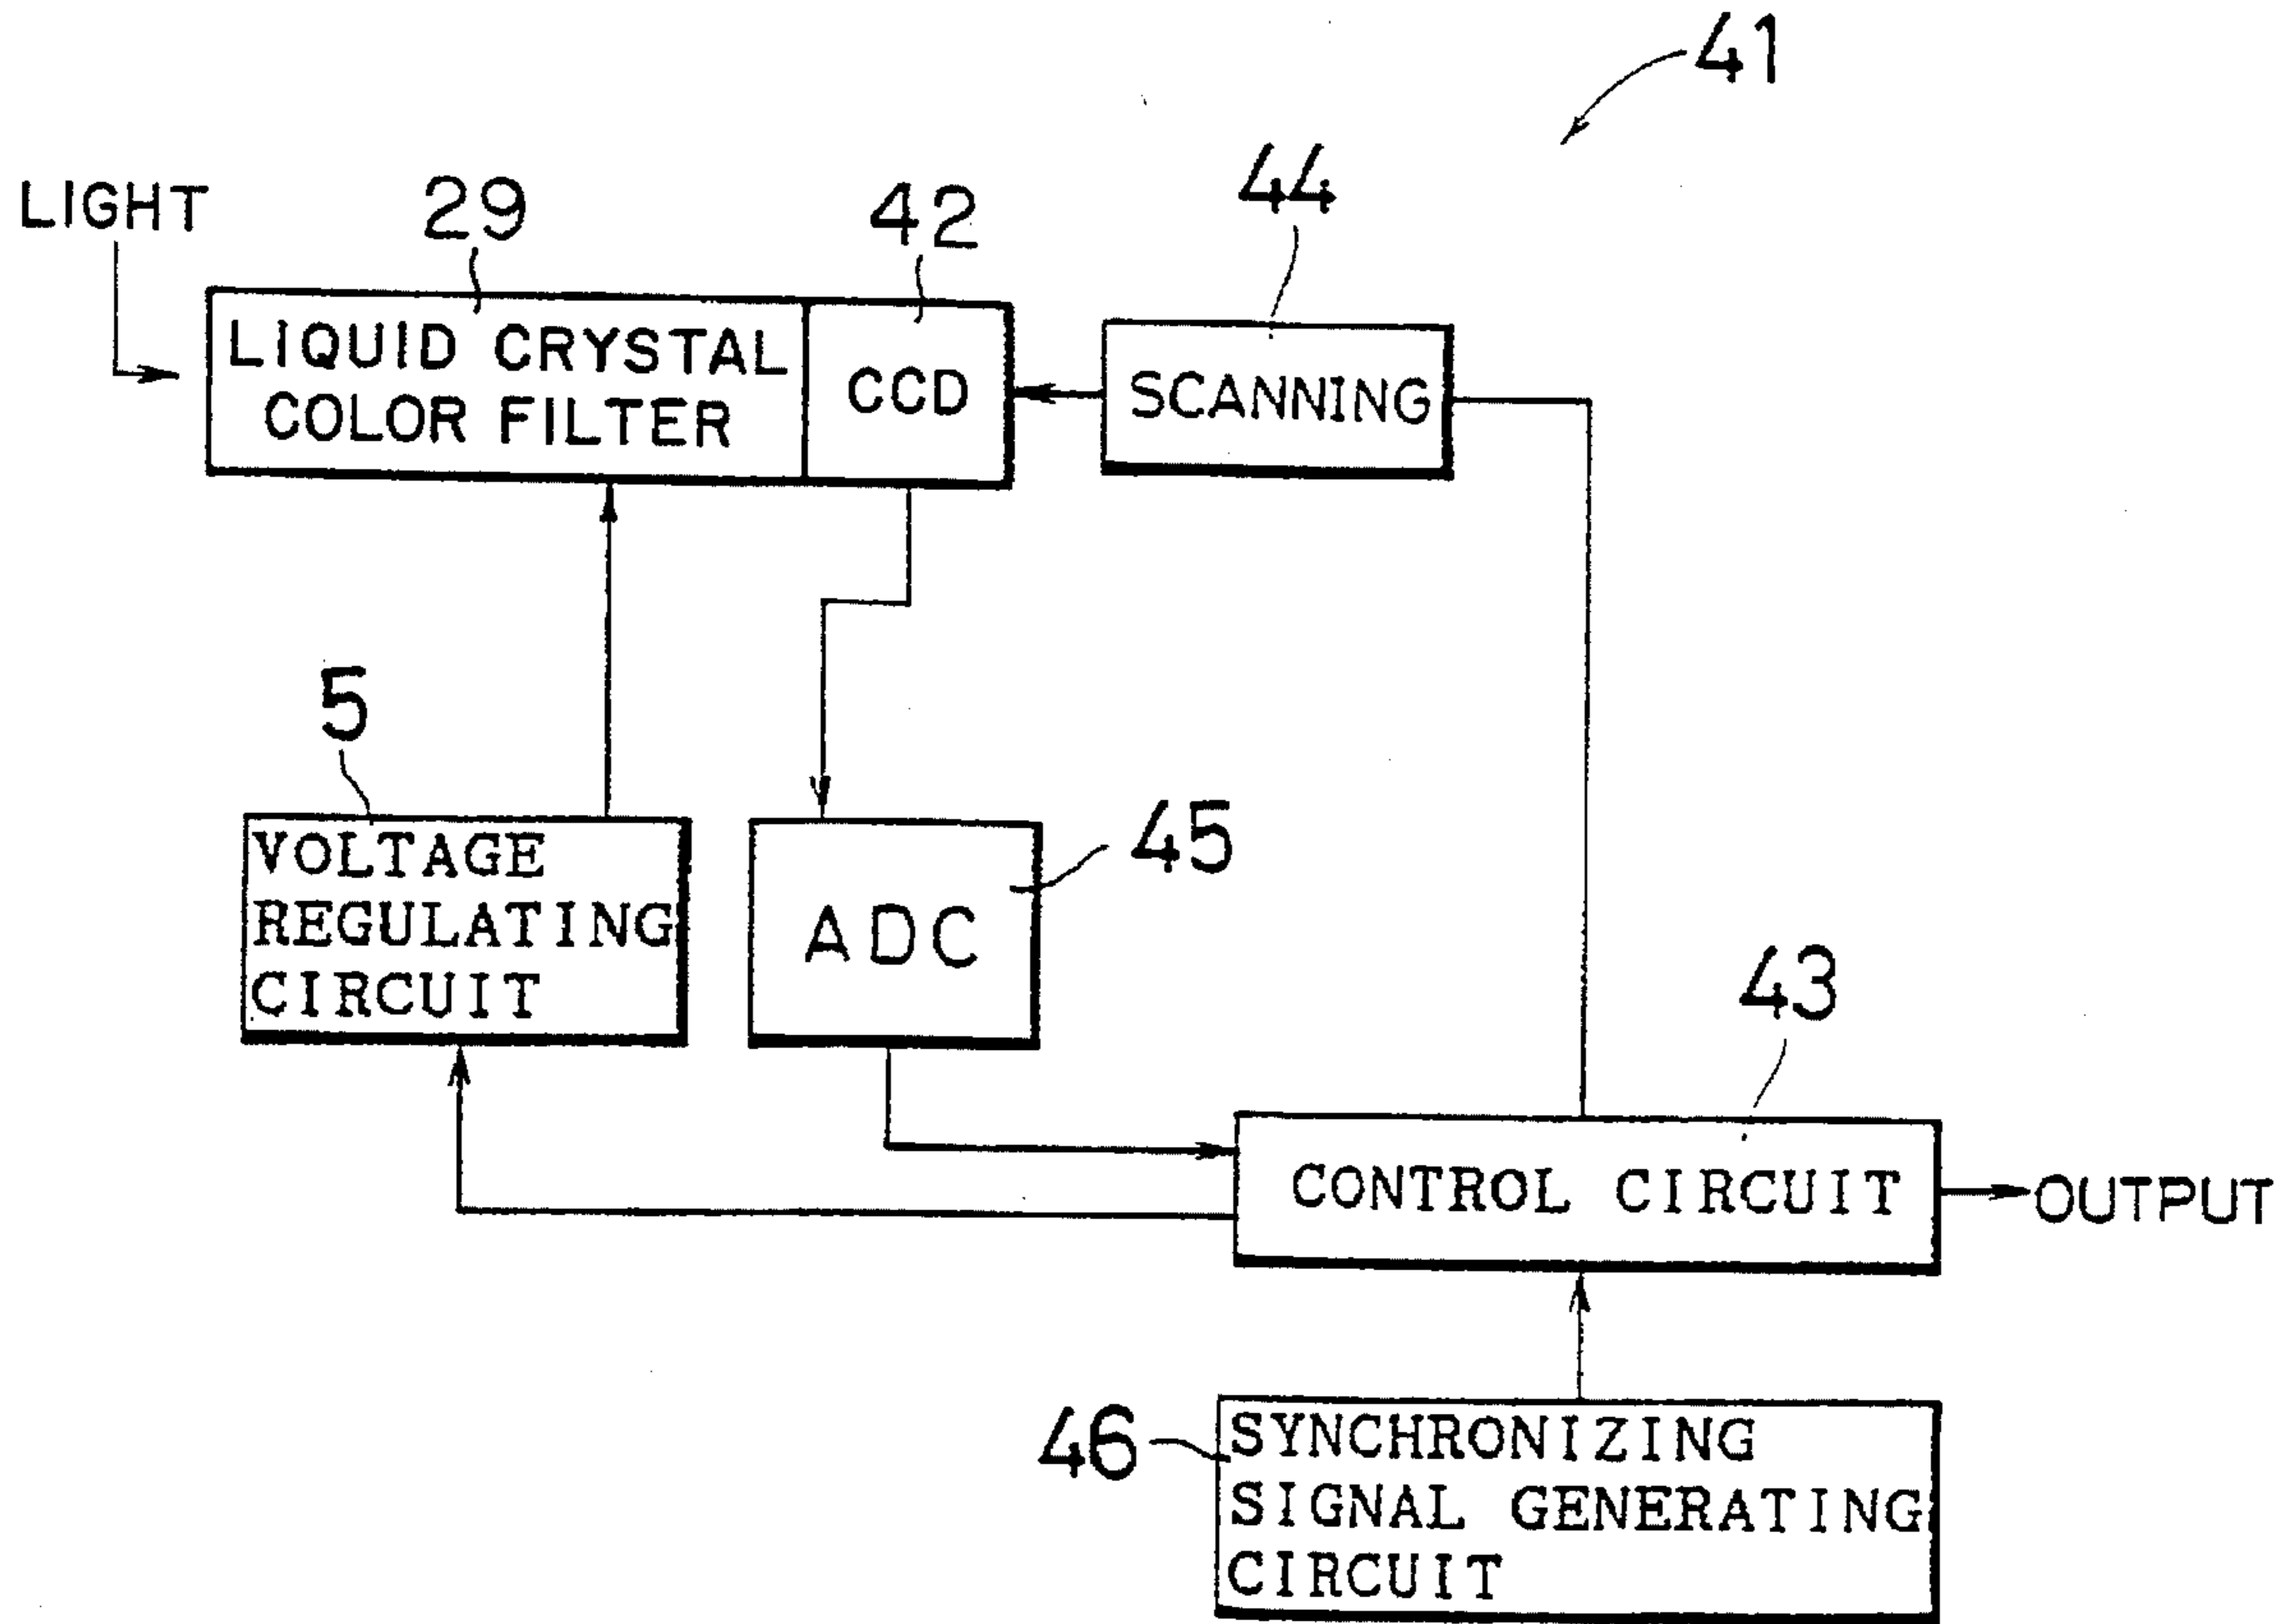 41
44
LIGHT
29
42
LIQUID CRYSTAL
COLOR FILTER
CCD
SCANNING
5
VOLTAGE
REGULATING
CIRCUIT
45
ADC
43
CONTROL CIRCUIT
OUTPUT
46
SYNCHRONIZING
SIGNAL GENERATING
CIRCUIT